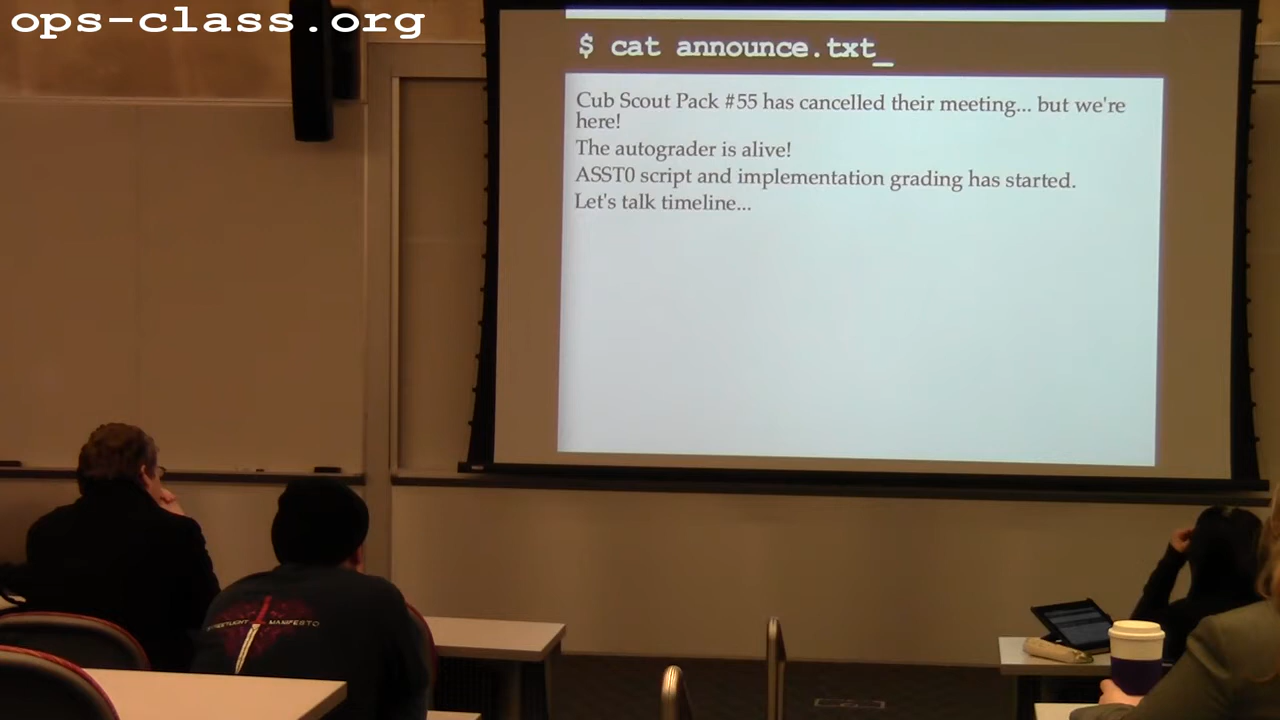 ops-class.org
$ cat announce.txt_
Cub Scout Pack #55 has cancelled their meeting... but we're
here!
The autograder is alive!
ASST0 script and implementation grading has started.
Let's talk timeline...
MANIFESTO